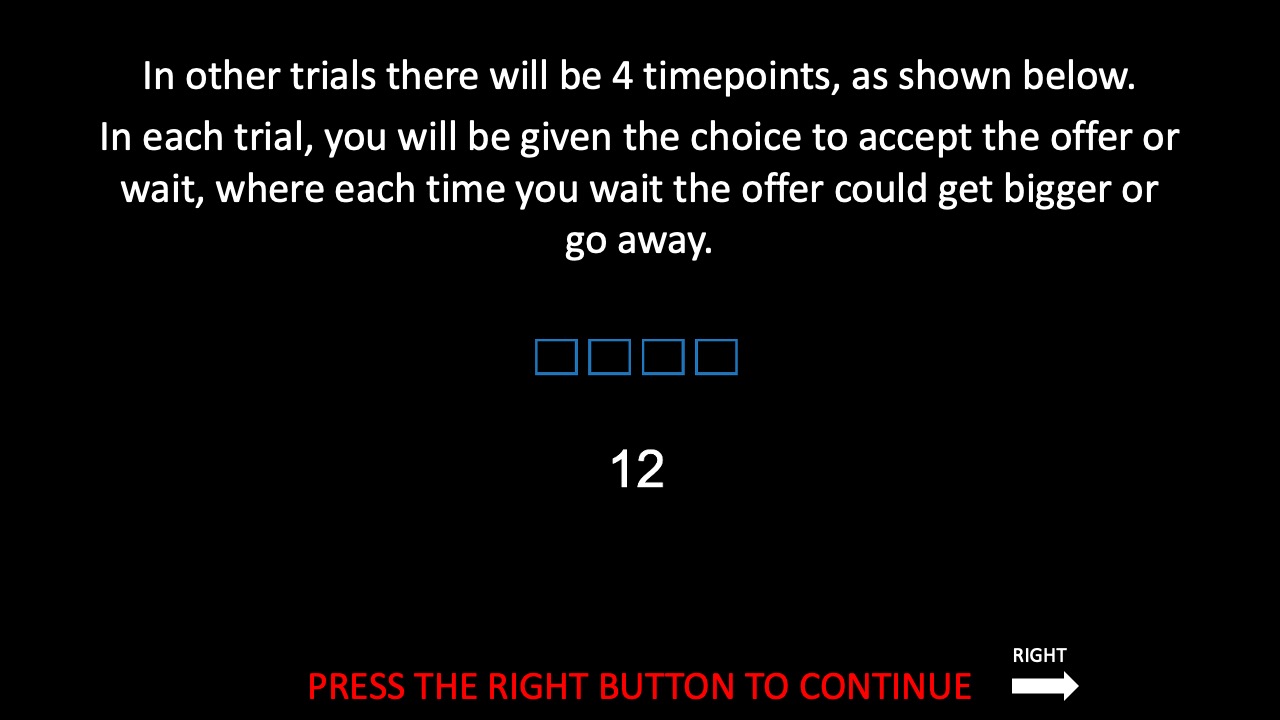 In other trials there will be 4 timepoints, as shown below.
In each trial, you will be given the choice to accept the offer or
wait, where each time you wait the offer could get bigger or
go away.
12
RIGHT
PRESS THE RIGHT BUTTON TO CONTINUE